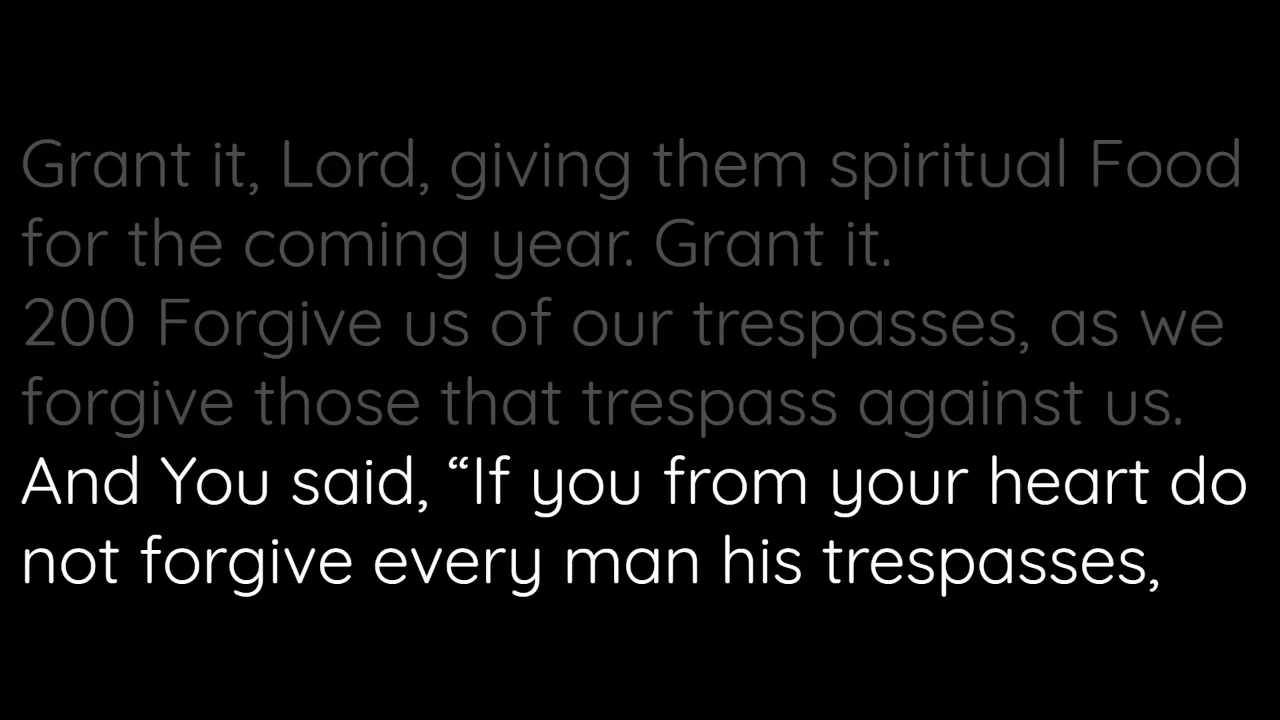 Grant it, Lord, giving them spiritual Food
for the coming year. Grant it.
200 Forgive us of our trespasses, as we
forgive those that trespass against us.
And You said, “If you from your heart do
not forgive every man his trespasses,